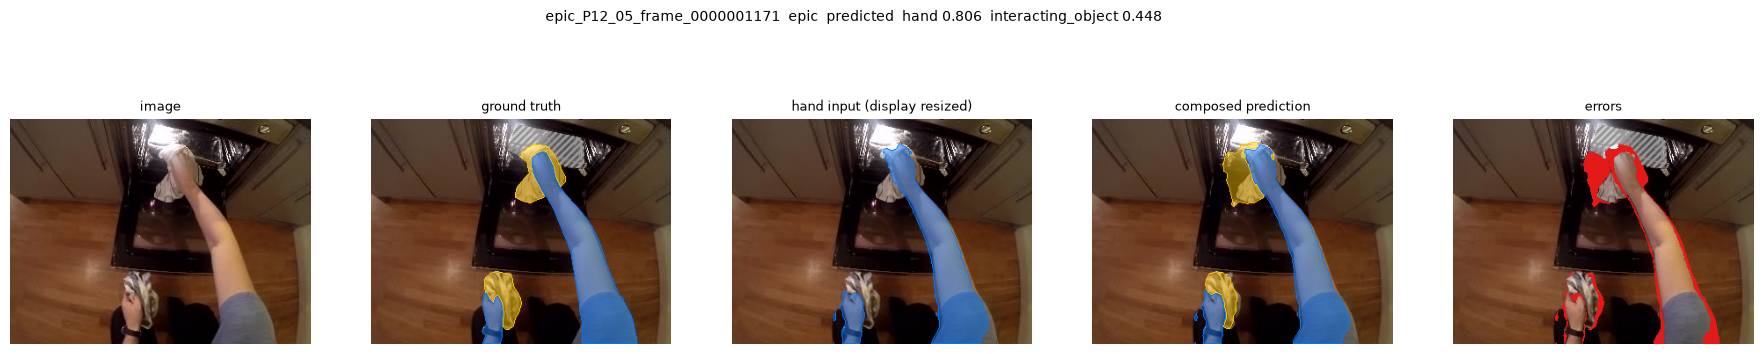 epic_P12_05_frame_0000001171  epic  predicted  hand 0.806  interacting_object 0.448
image
ground truth
hand input (display resized)
composed prediction
errors